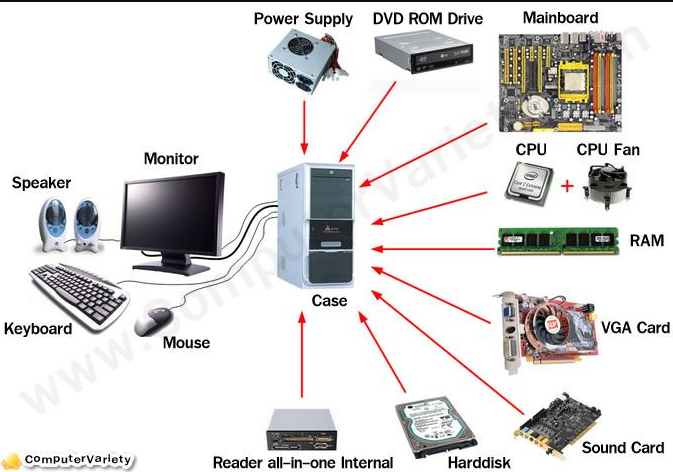 Power Supply
DVD ROM Drive
Mainboard
CPU
CPU Fan
Monitor
Speaker
+
RAM
Case
Keyboard
Mouse
VGA Card
Reader all-in-one Internal
Harddisk
Sound Card
ComputerVariety